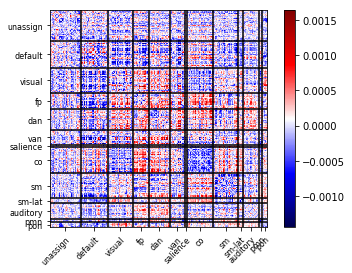 unassign
default
visual
fp
dan
van
salience
co
sm
sm-lat
auditory
pmn
pon
unassign
default
visual
fp
dan
van
salience
co
sm
sm-lat
auditory
0.0015
0.0010
0.0005
0.0000
−0.0005
−0.0010